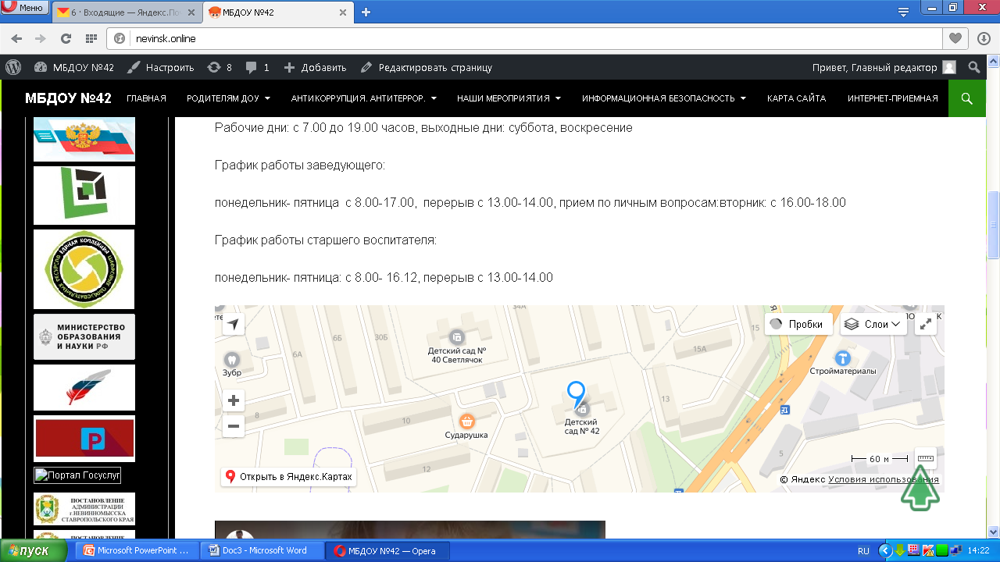 Меню
6 · Входящие — Яндекс.По
МБДОУ №42
nevinsk.online
МБДОУ №42
Настроить
8
1
Добавить
Редактировать страницу
Привет, Главный редактор
МБДОУ №42
ГЛАВНАЯ
РОДИТЕЛЯМ ДОУ
АНТИКОРРУПЦИЯ. АНТИТЕРРОР.
НАШИ МЕРОПРИЯТИЯ
ИНФОРМАЦИОННАЯ БЕЗОПАСНОСТЬ
КАРТА САЙТА
ИНТЕРНЕТ-ПРИЕМНАЯ
ЕДИНАЯ КОЛЛЕКЦИЯ
ЦИФРОВЫХ ОБРАЗОВАТЕЛЬНЫХ РЕСУРСОВ
МИНИСТЕРСТВО
ОБРАЗОВАНИЯ
И НАУКИ РФ
P
Портал Госуслуг
ПОСТАНОВЛЕНИЕ
АДМИНИСТРАЦИИ
г.НЕВИННОМЫССКА
СТАВРОПОЛЬСКОГО КРАЯ
ПОСТАНОВЛЕНИЕ
Рабочие дни: с 7.00 до 19.00 часов, выходные дни: суббота, воскресение.
График работы заведующего:
понедельник- пятница с 8.00-17.00, перерыв с 13.00-14.00, прием по личным вопросам:вторник: с 16.00-18.00
График работы старшего воспитателя:
понедельник- пятница: с 8.00- 16.12, перерыв с 13.00-14.00
34А
Пробки
Слои
6Б
30Б
15А
Детский сад №
40 Светлячок
Зубр
Стройматериалы
8
10
13
Сударушка
Детский
сад № 42
5
12
60 м
Открыть в Яндекс.Картах
© Яндекс Условия использования
пуск
Microsoft PowerPoint ...
Doc3 - Microsoft Word
МБДОУ №42 — Opera
RU
14:22